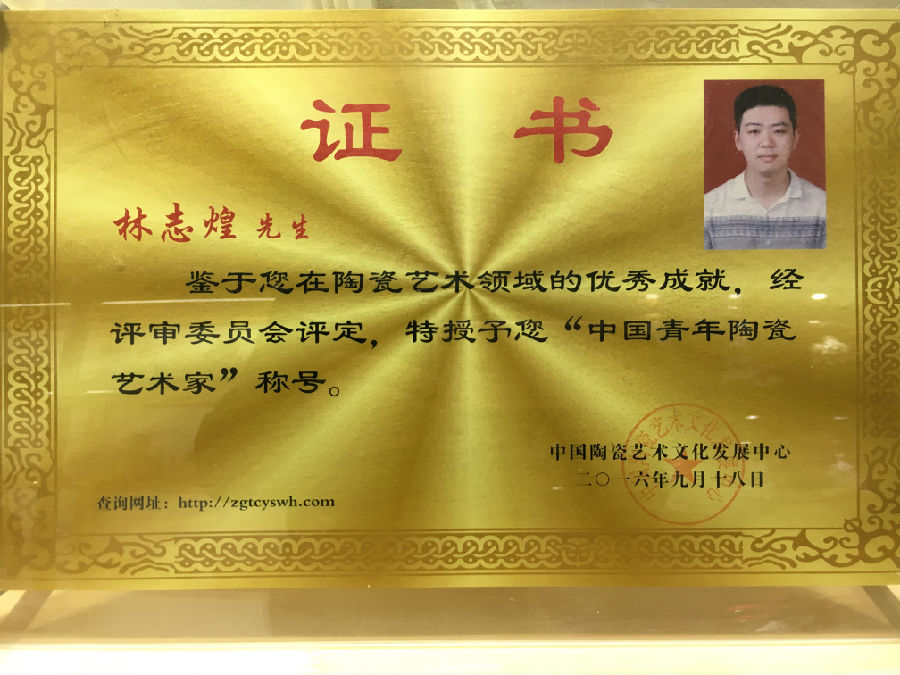 证 书
林志煌 先生
鉴于您在陶瓷艺术领域的优秀成就，经
评审委员会评定，特授予您“中国青年陶瓷
艺术家”称号。
中国陶瓷艺术文化发展中心
二〇一六年九月十八日
查询网址：http://zgtcyswh.com